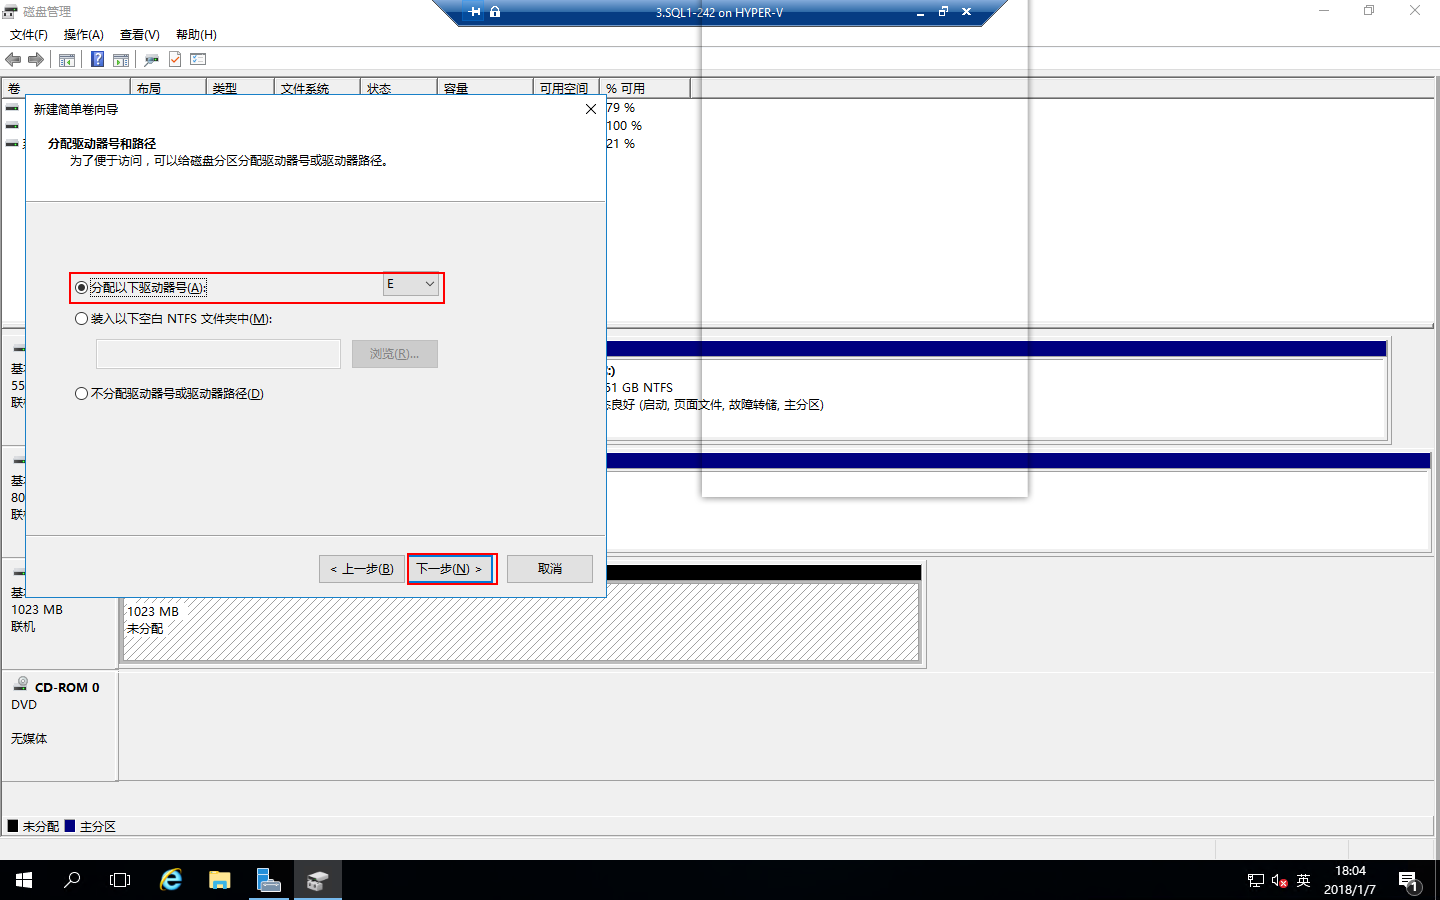 磁盘管理
3.SQL1-242 on HYPER-V
文件(F) 操作(A) 查看(V) 帮助(H)
卷 布局 类型 文件系统 状态 容量 可用空间 % 可用
79 %
100 %
21 %
新建简单卷向导
分配驱动器号和路径
为了便于访问，可以给磁盘分区分配驱动器号或驱动器路径。
分配以下驱动器号(A): E
装入以下空白 NTFS 文件夹中(M):
浏览(R)...
不分配驱动器号或驱动器路径(D)
< 上一步(B) 下一步(N) > 取消
:)
51 GB NTFS
良好 (启动, 页面文件, 故障转储, 主分区)
基
55
联
基
80
联
基
1023 MB
联机
1023 MB
未分配
CD-ROM 0
DVD
无媒体
未分配 主分区
英
18:04
2018/1/7
1